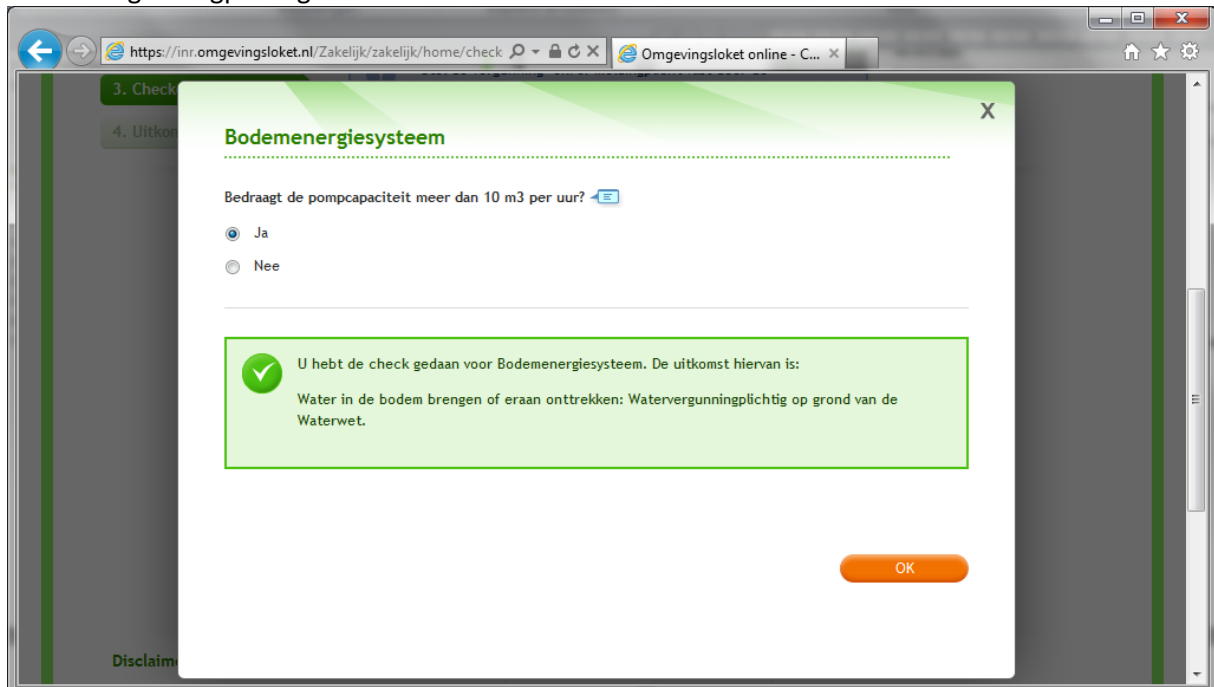 https://inr.omgevingsloket.nl/Zakelijk/zakelijk/home/check
Omgevingsloket online - C...
3. Check
4. Uitkon
X
Bodemenergiesysteem
Bedraagt de pompcapaciteit meer dan 10 m3 per uur?
Ja
Nee
U hebt de check gedaan voor Bodemenergiesysteem. De uitkomst hiervan is:
Water in de bodem brengen of eraan onttrekken: Watervergunningplichtig op grond van de
Waterwet.
OK
Disclaim